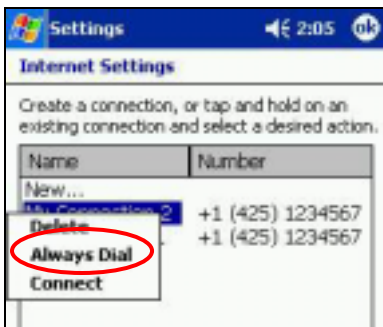 Settings 2:05 ok
Internet Settings
Create a connection, or tap and hold on an
existing connection and select a desired action.
Name Number
New...
My Connection 2 +1 (425) 1234567
Delete +1 (425) 1234567
Always Dial
Connect